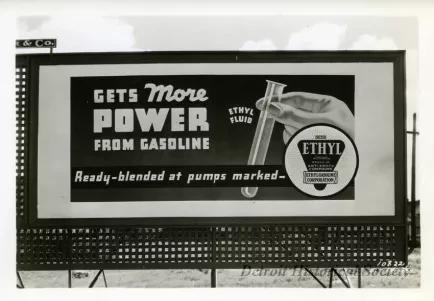 & Co.
GETS More
POWER
FROM GASOLINE
ETHYL
FLUID
Ready-blended at pumps marked
ETHYL
ETHYL GASOLINE
CORPORATION
10822
Detroit Historical Society